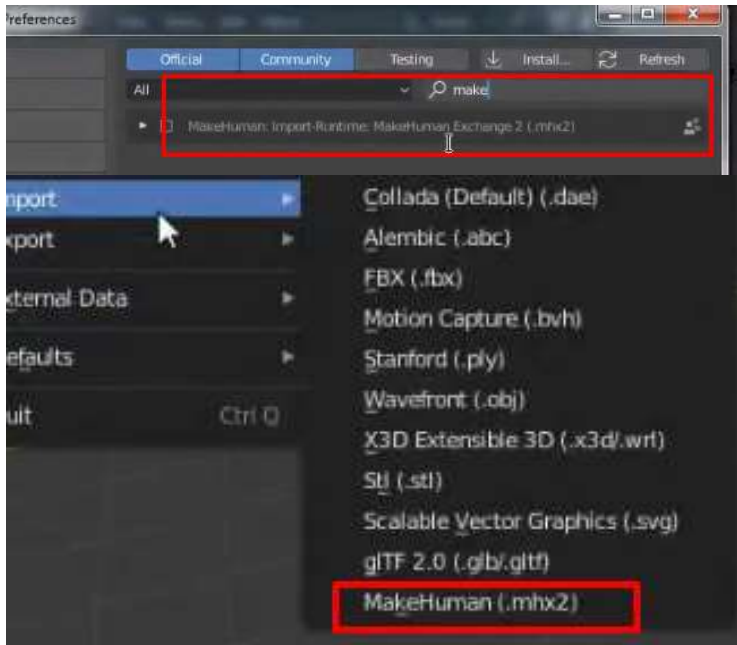 Preferences
Official Community Testing Install... Refresh
All make
MakeHuman: Import-Runtime: MakeHuman Exchange 2 (.mhx2)
mport
Collada (Default) (.dae)
xport
Alembic (.abc)
FBX (.fbx)
xternal Data
Motion Capture (.bvh)
efaults
Stanford (.ply)
uit Ctrl Q
Wavefront (.obj)
X3D Extensible 3D (.x3d/.wrl)
Stl (.stl)
Scalable Vector Graphics (.svg)
glTF 2.0 (.glb/.gltf)
MakeHuman (.mhx2)